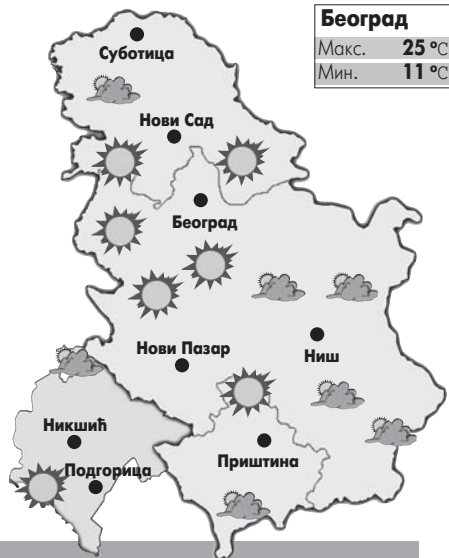 Београд
Макс. 25 °C
Мин. 11 °C
Суботица
Нови Сад
Београд
Нови Пазар
Ниш
Никшић
Подгорица
Приштина